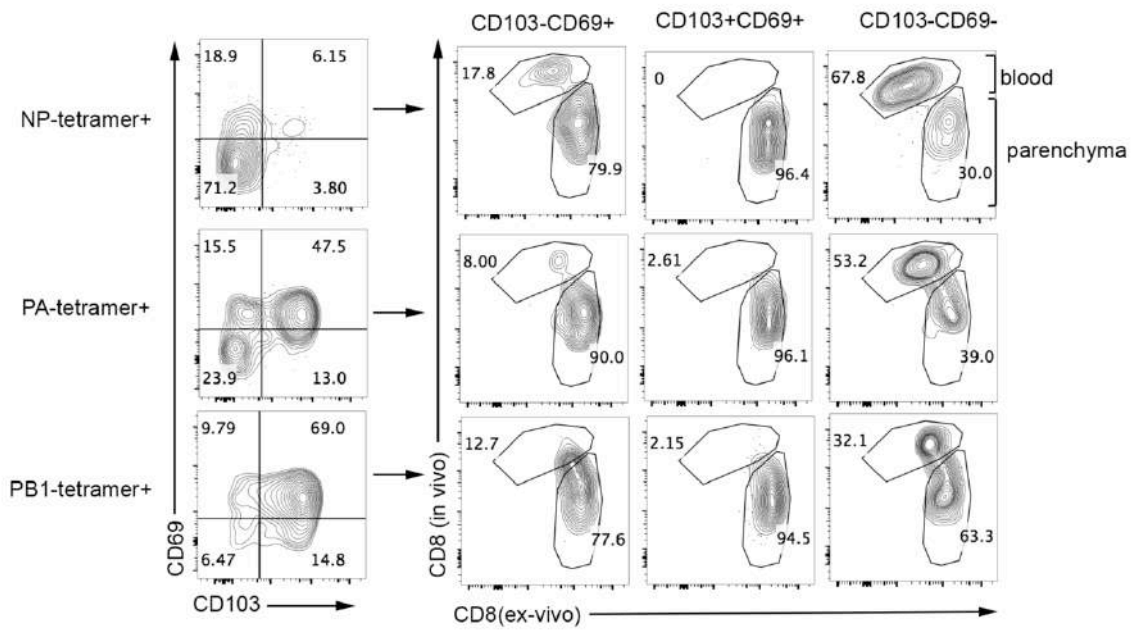 CD103-CD69+ CD103+CD69+ CD103-CD69-
18.9 6.15
17.8 0 67.8
blood
NP-tetramer+
parenchyma
71.2 3.80
79.9 96.4 30.0
15.5 47.5
8.00 2.61 53.2
PA-tetramer+
23.9 13.0
90.0 96.1 39.0
9.79 69.0
12.7 2.15 32.1
PB1-tetramer+
6.47 14.8
77.6 94.5 63.3
CD69
CD8 (in vivo)
CD103
CD8(ex-vivo)